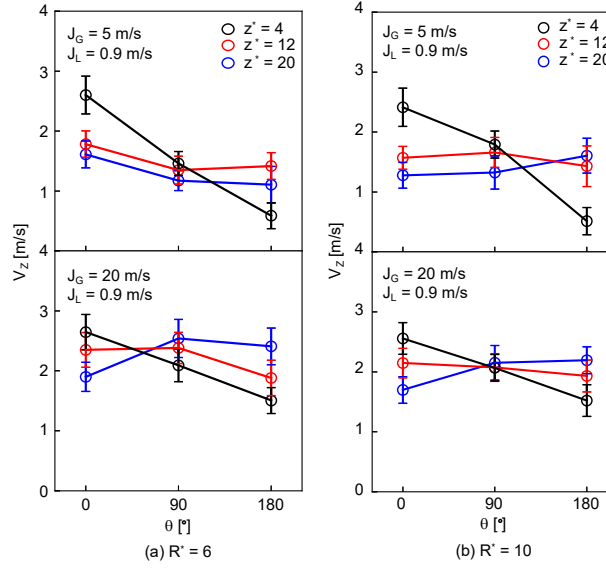 4
3
2
1
4
3
2
1
0
V_Z [m/s]
J_G = 5 m/s
J_L = 0.9 m/s
z* = 4
z* = 12
z* = 20
J_G = 20 m/s
J_L = 0.9 m/s
0 90 180
θ [°]
(a) R* = 6
4
3
2
1
4
3
2
1
0
J_G = 5 m/s
J_L = 0.9 m/s
z* = 4
z* = 12
z* = 20
J_G = 20 m/s
J_L = 0.9 m/s
0 90 180
θ [°]
(b) R* = 10